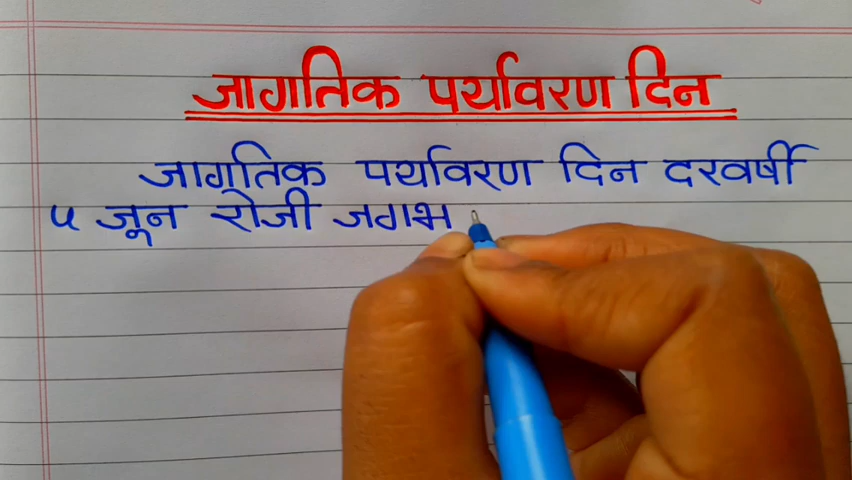 जागतिक पर्यावरण दिन
जागतिक पर्यावरण दिन दरवर्षी
५ जून रोजी जगभ